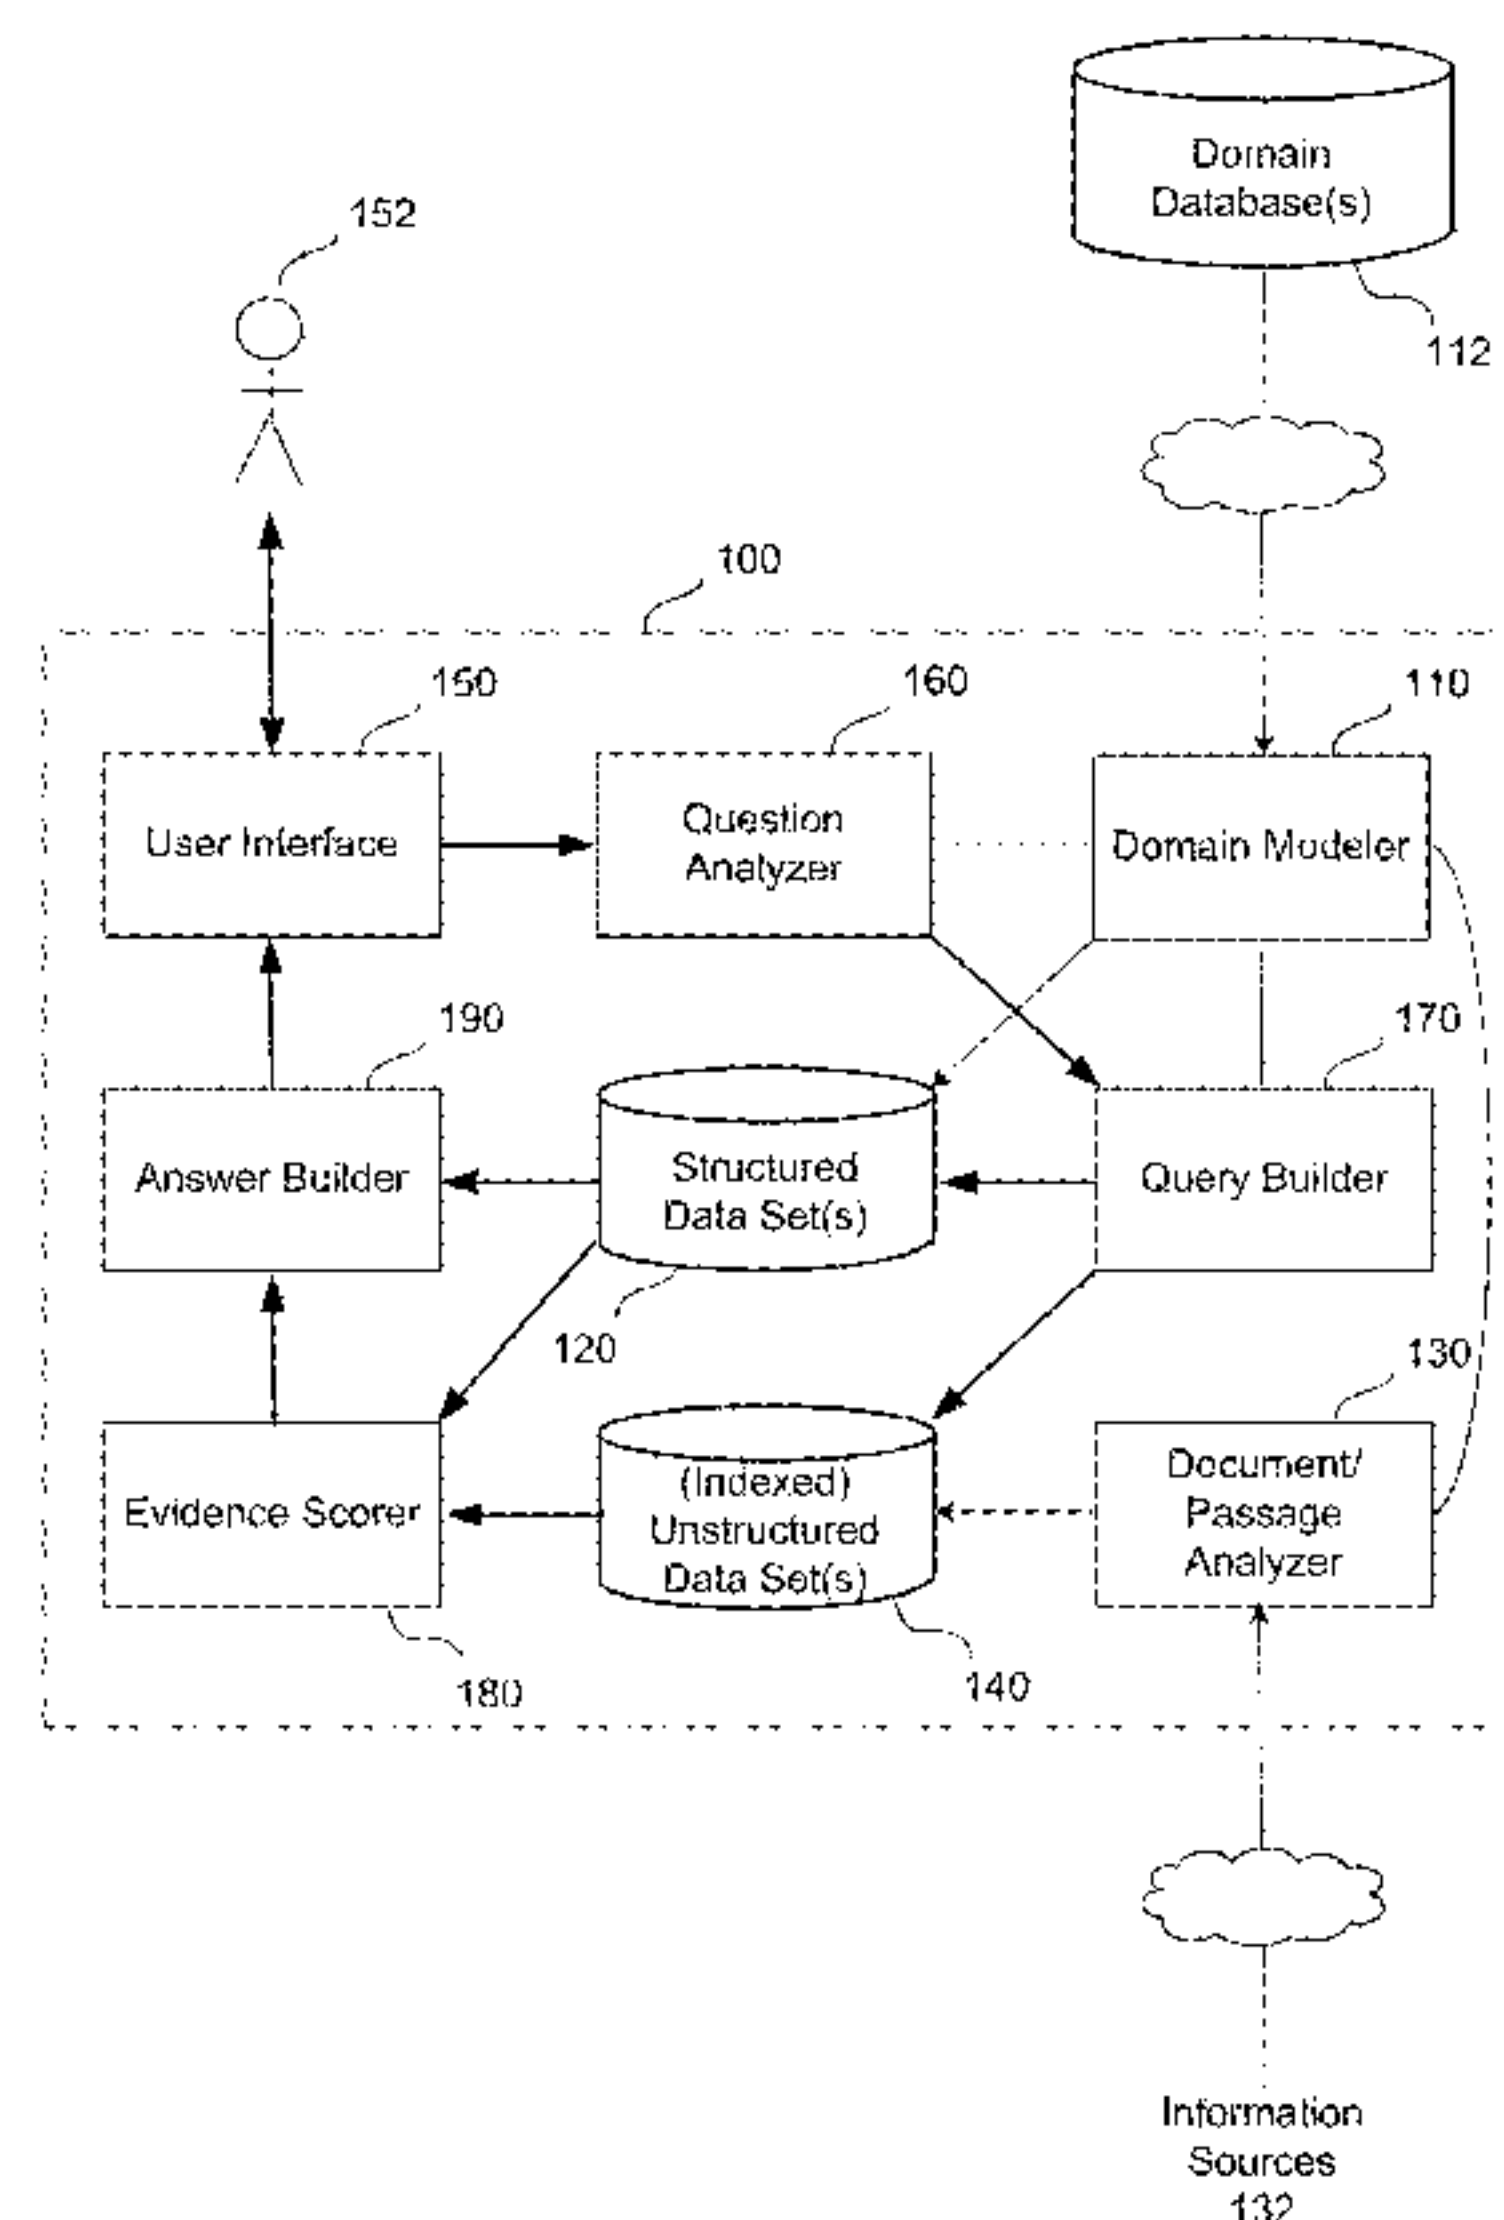 Domain
Database(s)
152
112
100
150
160
110
User Interface
Question
Analyzer
Domain Modeler
190
170
Answer Builder
Structured
Data Set(s)
Query Builder
120
130
Evidence Scorer
(Indexed)
Unstructured
Data Set(s)
Document/
Passage
Analyzer
180
140
Information
Sources
132